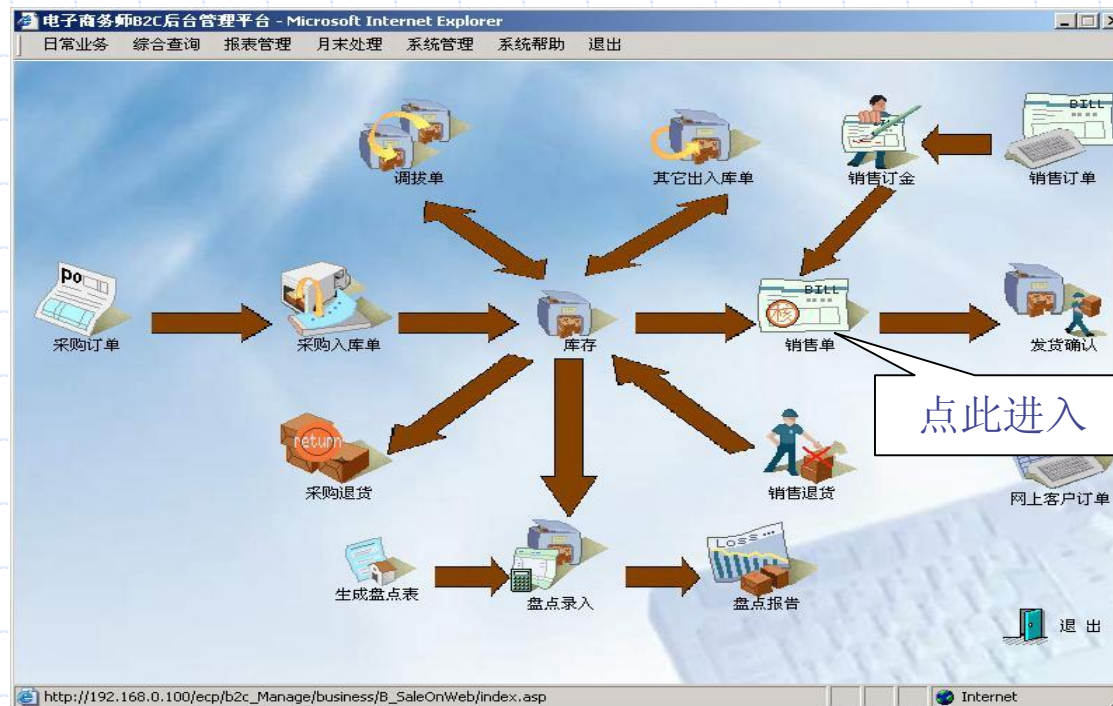 电子商务师B2C后台管理平台 - Microsoft Internet Explorer
日常业务 综合查询 报表管理 月末处理 系统管理 系统帮助 退出
BILL
调拔单 其它出入库单 销售订金 销售订单
PO
BILL
核
采购订单 采购入库单 库存 销售单 发货确认
点此进入
return
采购退货 销售退货 网上客户订单
LOSS
生成盘点表 盘点录入 盘点报告
退 出
http://192.168.0.100/ecp/b2c_Manage/business/B_SaleOnWeb/index.asp Internet